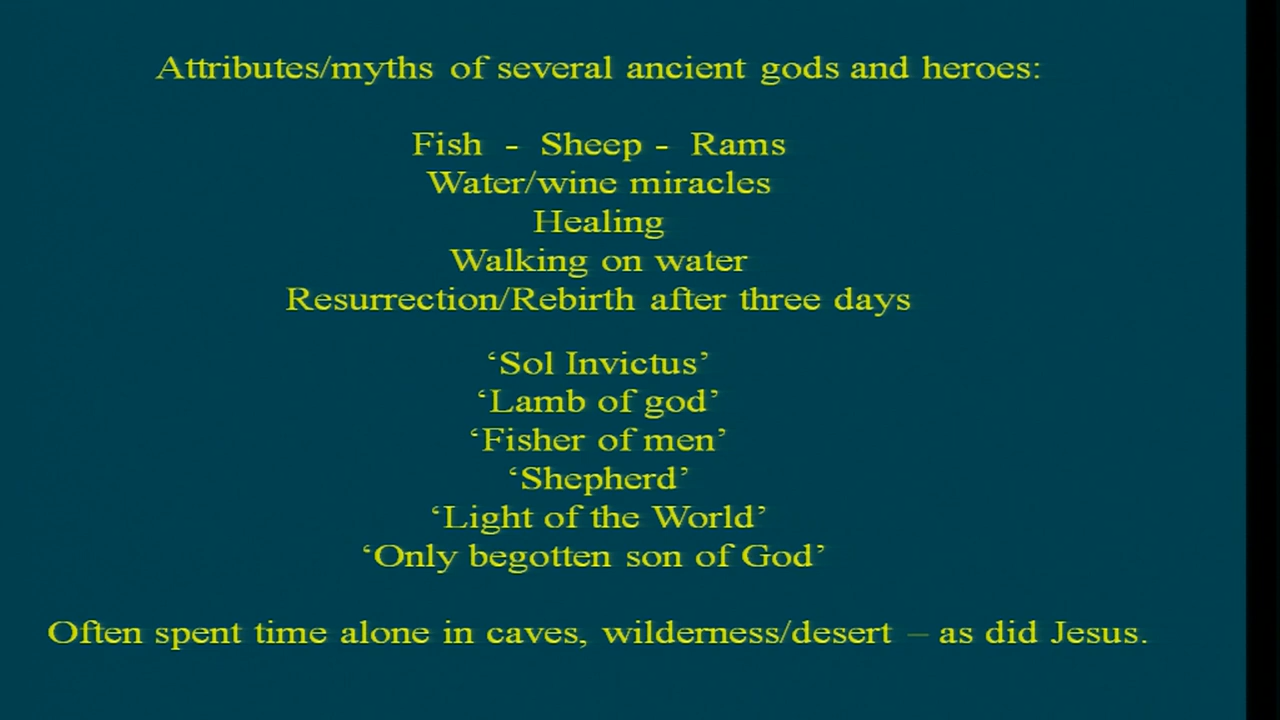 Attributes/myths of several ancient gods and heroes:
Fish - Sheep - Rams
Water/wine miracles
Healing
Walking on water
Resurrection/Rebirth after three days
‘Sol Invictus’
‘Lamb of god’
‘Fisher of men’
‘Shepherd’
‘Light of the World’
‘Only begotten son of God’
Often spent time alone in caves, wilderness/desert – as did Jesus.